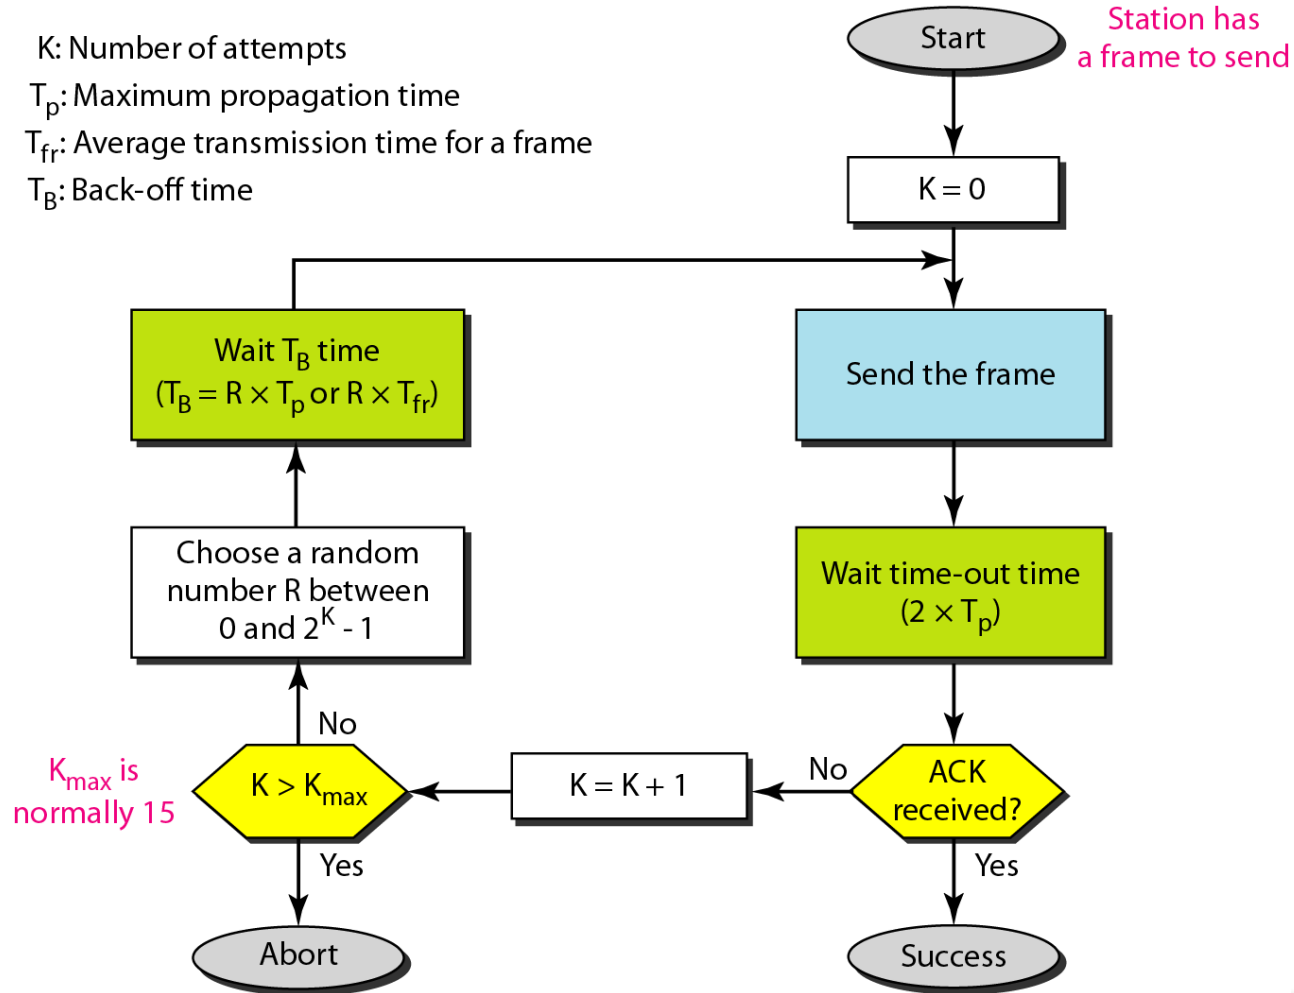 K: Number of attempts
Tp: Maximum propagation time
Tfr: Average transmission time for a frame
TB: Back-off time
Start
Station has
a frame to send
K = 0
Wait TB time
(TB = R × Tp or R × Tfr)
Send the frame
Choose a random
number R between
0 and 2^K - 1
Wait time-out time
(2 × Tp)
No
Kmax is
normally 15
K > Kmax
K = K + 1
No
ACK
received?
Yes
Yes
Abort
Success